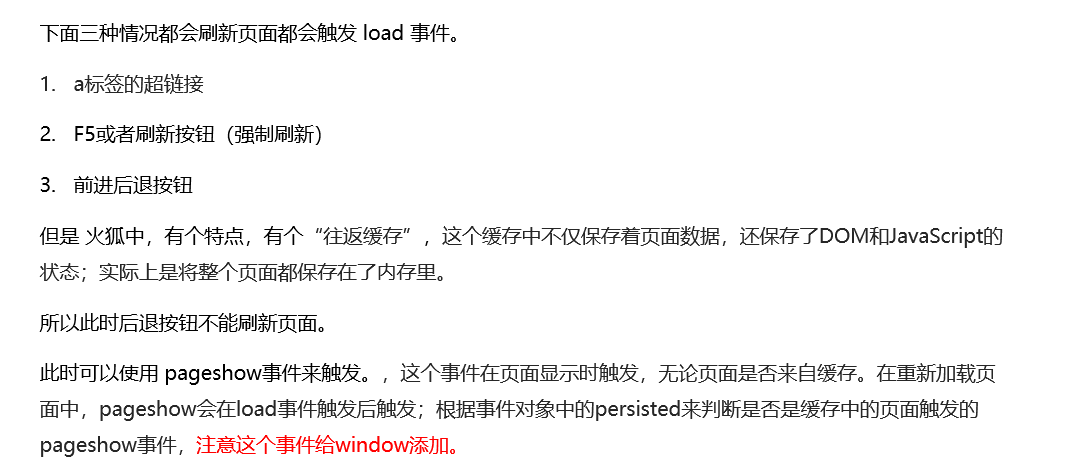 下面三种情况都会刷新页面都会触发 load 事件。
1. a标签的超链接
2. F5或者刷新按钮（强制刷新）
3. 前进后退按钮
但是 火狐中，有个特点，有个“往返缓存”，这个缓存中不仅保存着页面数据，还保存了DOM和JavaScript的
状态；实际上是将整个页面都保存在了内存里。
所以此时后退按钮不能刷新页面。
此时可以使用 pageshow事件来触发。，这个事件在页面显示时触发，无论页面是否来自缓存。在重新加载页
面中，pageshow会在load事件触发后触发；根据事件对象中的persisted来判断是否是缓存中的页面触发的
pageshow事件，注意这个事件给window添加。